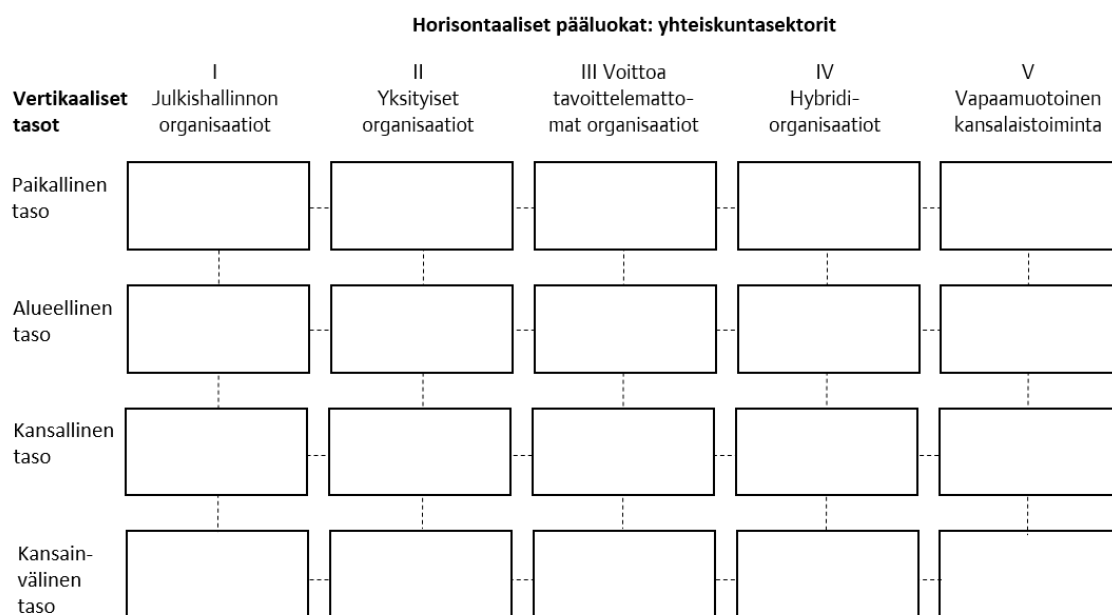 Horisontaaliset pääluokat: yhteiskuntasektorit
Vertikaaliset
tasot
I
Julkishallinnon
organisaatiot
II
Yksityiset
organisaatiot
III Voittoa
tavoittelematto-
mat organisaatiot
IV
Hybridi-
organisaatiot
V
Vapaamuotoinen
kansalaistoiminta
Paikallinen
taso
Alueellinen
taso
Kansallinen
taso
Kansain-
välinen
taso